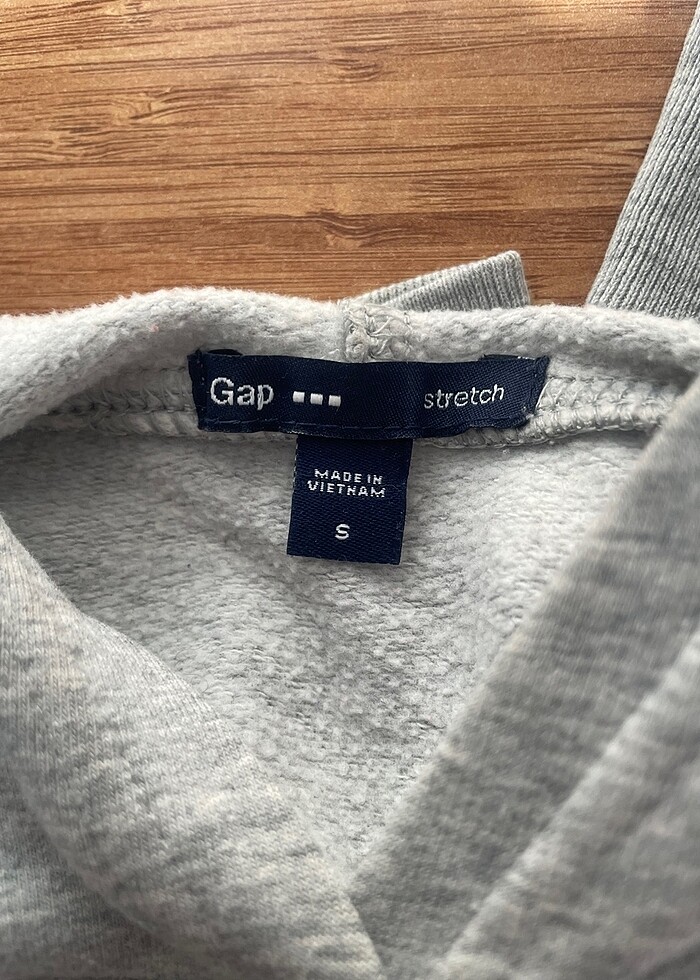 Gap stretch
MADE IN
VIETNAM
S